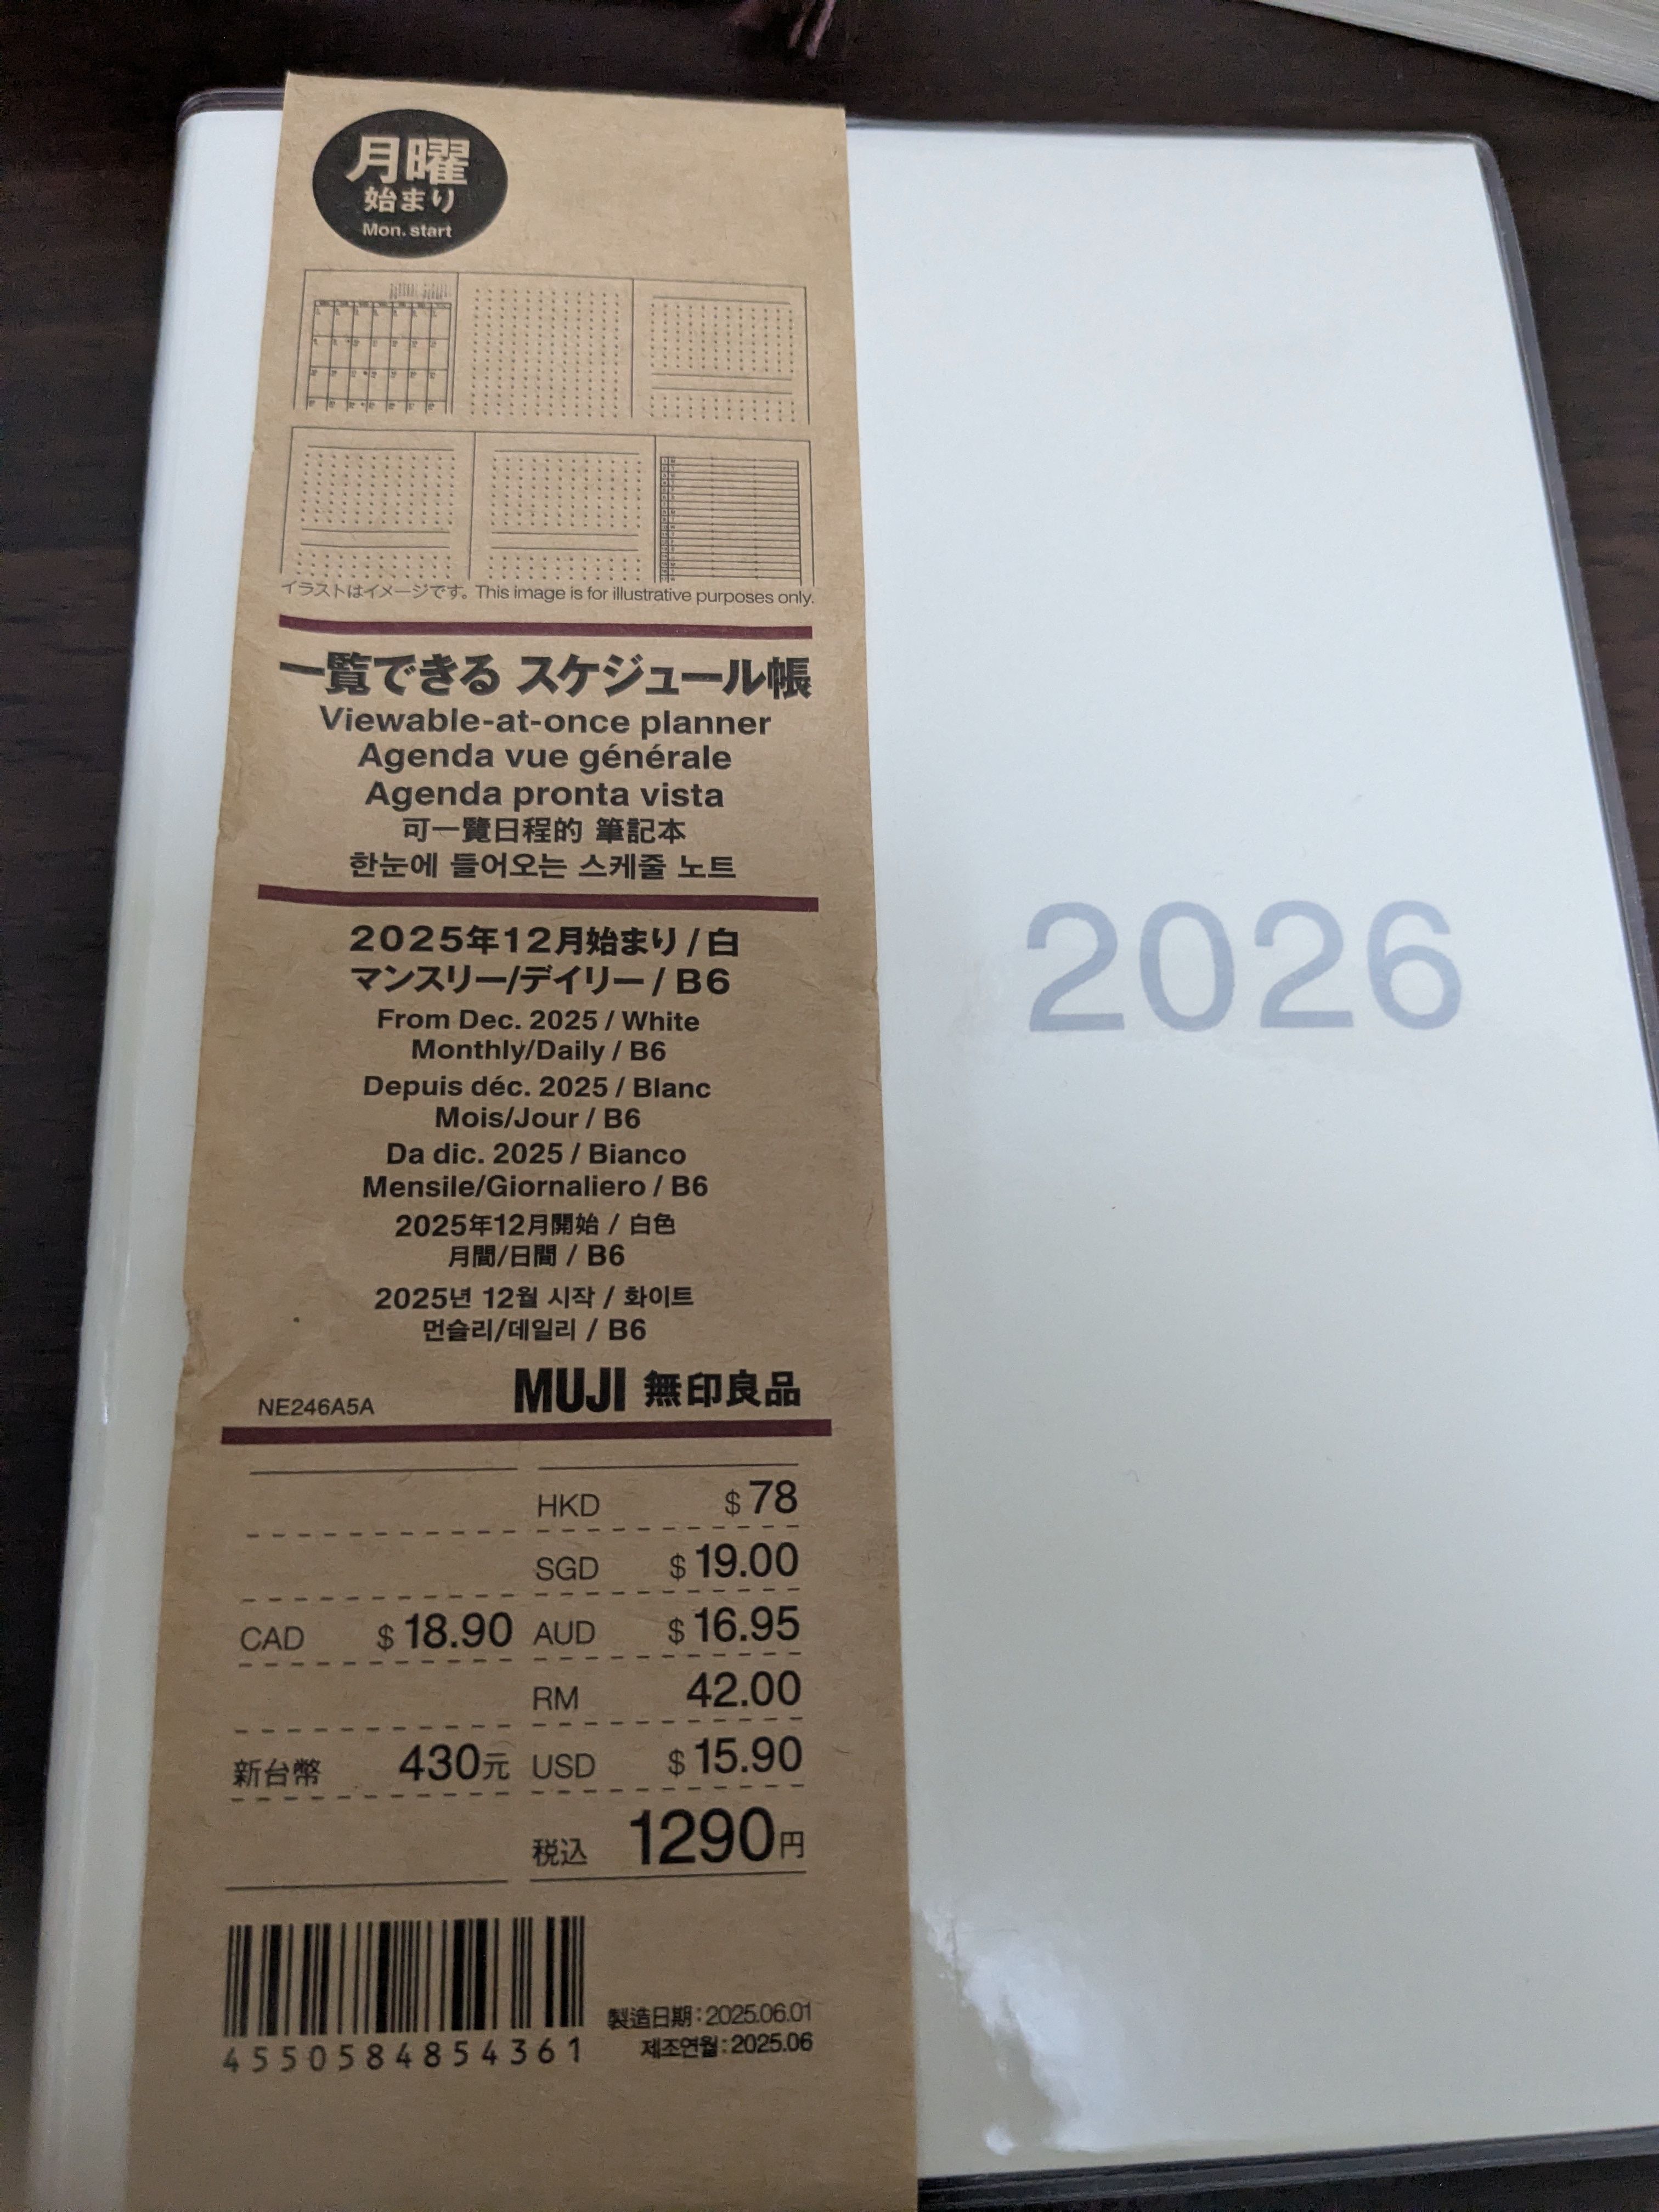 月曜
始まり
Mon. start
イラストはイメージです。This image is for illustrative purposes only.
一覧できる スケジュール帳
Viewable-at-once planner
Agenda vue générale
Agenda pronta vista
可一覽日程的 筆記本
한눈에 들어오는 스케줄 노트
2025年12月始まり / 白
マンスリー/デイリー / B6
From Dec. 2025 / White
Monthly/Daily / B6
Depuis déc. 2025 / Blanc
Mois/Jour / B6
Da dic. 2025 / Bianco
Mensile/Giornaliero / B6
2025年12月開始 / 白色
月間/日間 / B6
2025년 12월 시작 / 화이트
먼슬리/데일리 / B6
NE246A5A MUJI 無印良品
HKD $78
SGD $19.00
CAD $18.90 AUD $16.95
RM 42.00
新台幣 430元 USD $15.90
税込 1290円
4550584854361
製造日期:2025.06.01
제조연월:2025.06
2026